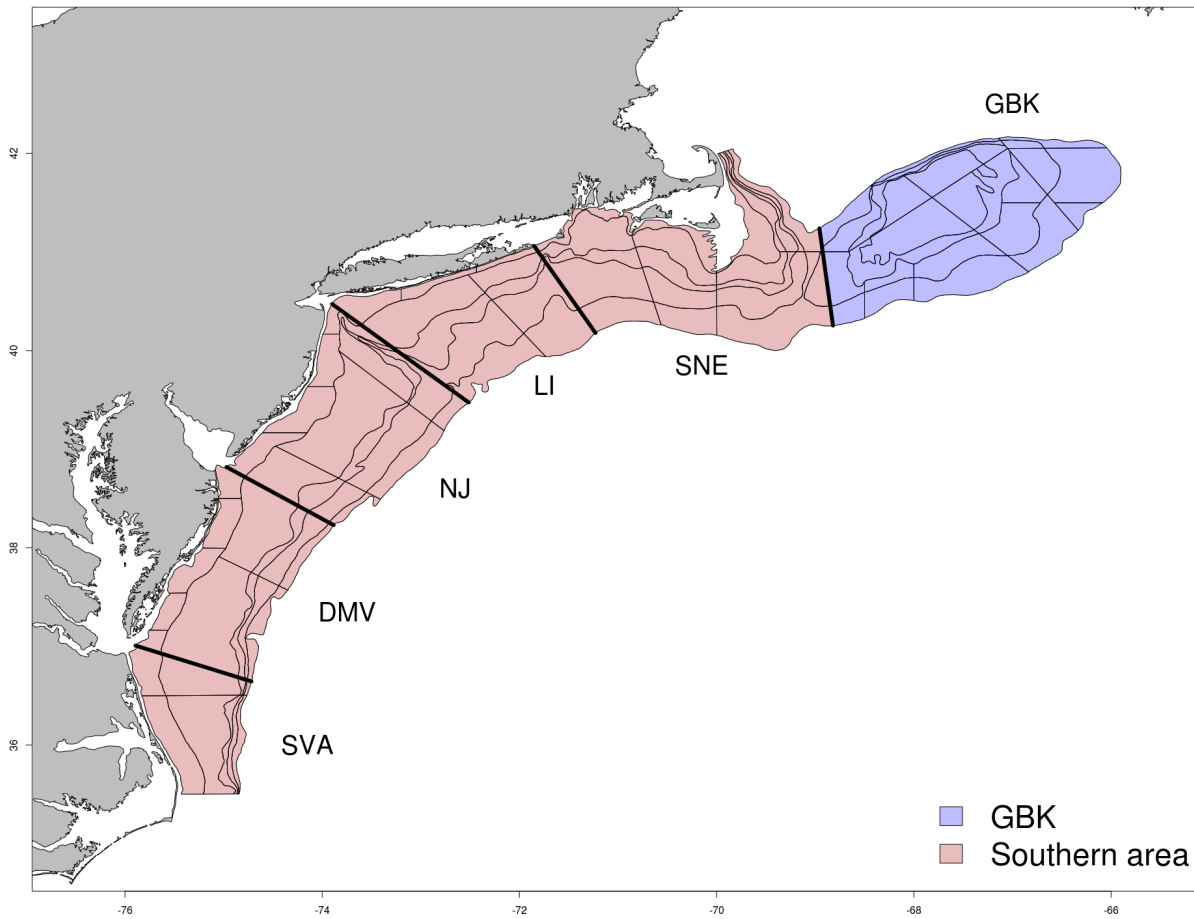 GBK
42
SNE
40
LI
NJ
38
DMV
SVA
36
GBK
Southern area
-76
-74
-72
-70
-68
-66